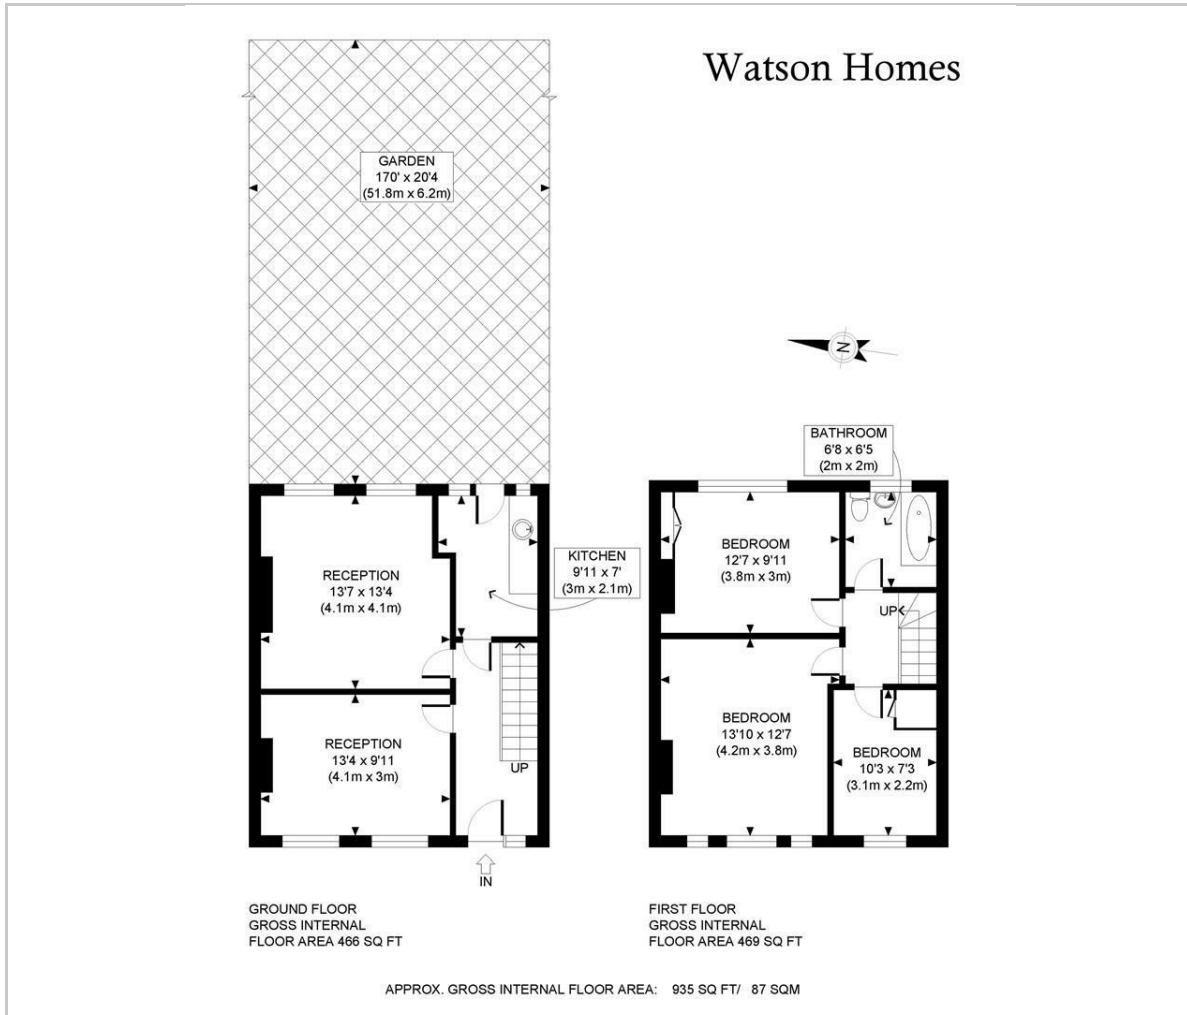 Watson Homes
GARDEN
170' x 20'4
(51.8m x 6.2m)
N
BATHROOM
6'8 x 6'5
(2m x 2m)
KITCHEN
9'11 x 7'
(3m x 2.1m)
RECEPTION
13'7 x 13'4
(4.1m x 4.1m)
BEDROOM
12'7 x 9'11
(3.8m x 3m)
UP
RECEPTION
13'4 x 9'11
(4.1m x 3m)
UP
BEDROOM
13'10 x 12'7
(4.2m x 3.8m)
BEDROOM
10'3 x 7'3
(3.1m x 2.2m)
IN
GROUND FLOOR
GROSS INTERNAL
FLOOR AREA 466 SQ FT
FIRST FLOOR
GROSS INTERNAL
FLOOR AREA 469 SQ FT
APPROX. GROSS INTERNAL FLOOR AREA: 935 SQ FT/ 87 SQM